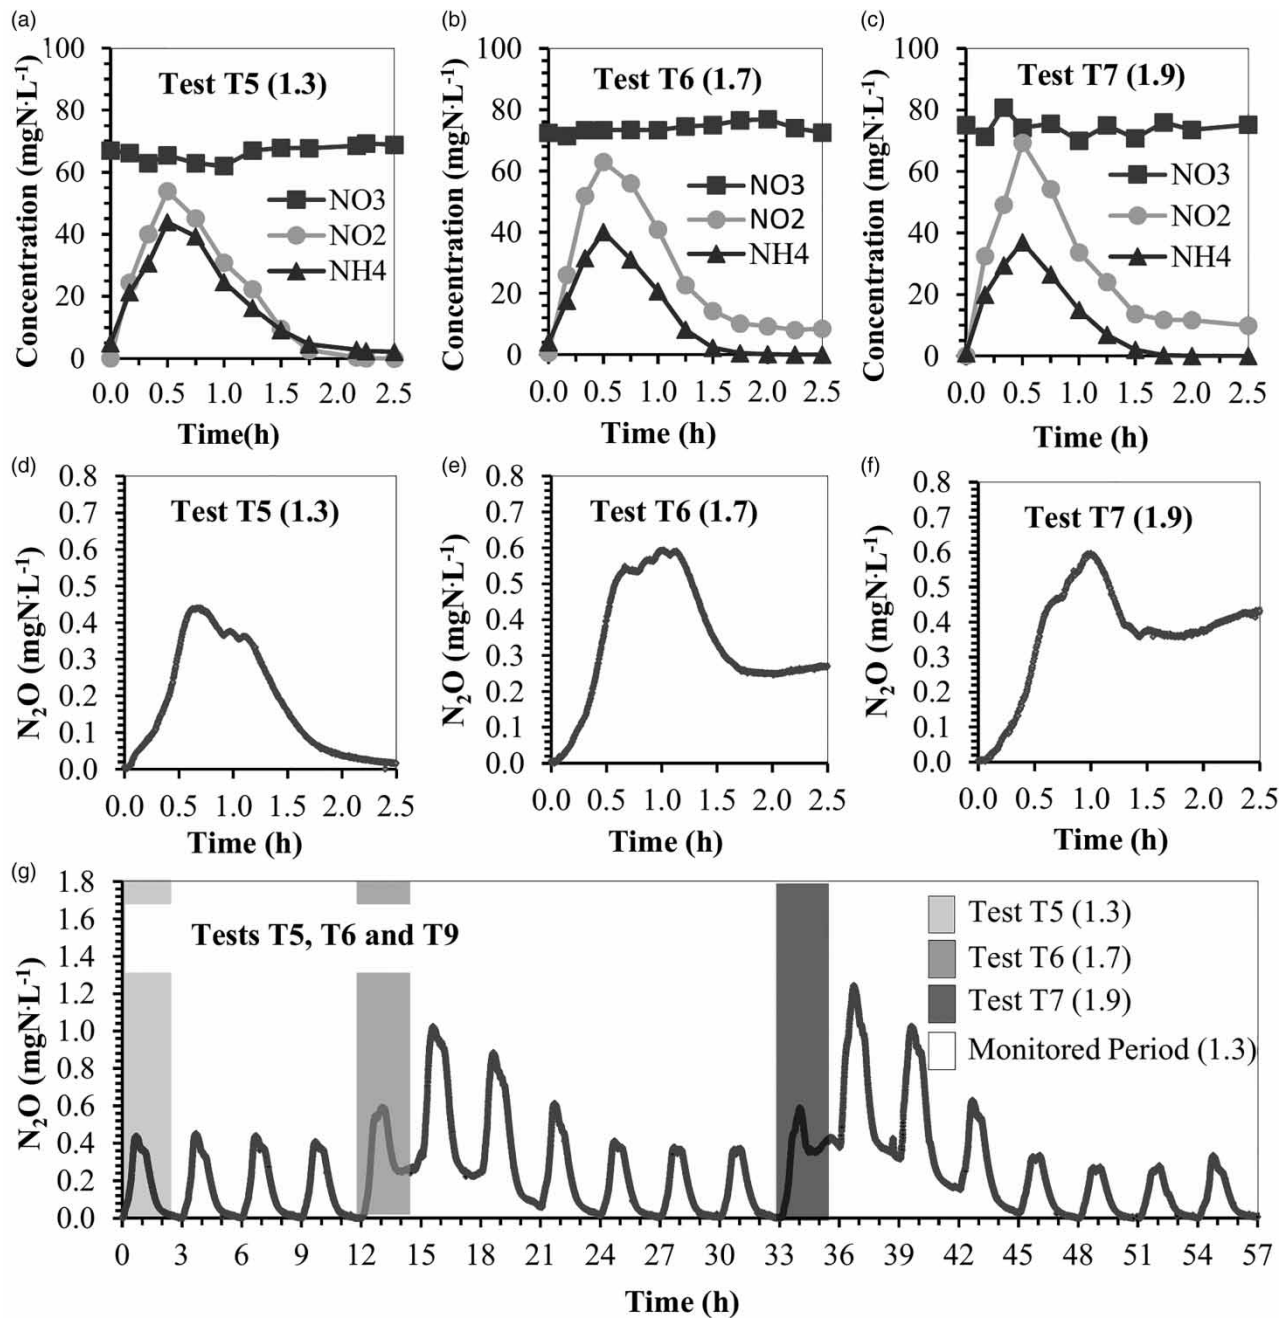 (a)
100
80
60
40
20
0
Concentration (mgN·L⁻¹)
Test T5 (1.3)
NO3
NO2
NH4
0.0 0.5 1.0 1.5 2.0 2.5
Time(h)
(b)
100
80
60
40
20
0
Concentration (mgN·L⁻¹)
Test T6 (1.7)
NO3
NO2
NH4
0.0 0.5 1.0 1.5 2.0 2.5
Time (h)
(c)
100
80
60
40
20
0
Concentration (mgN·L⁻¹)
Test T7 (1.9)
NO3
NO2
NH4
0.0 0.5 1.0 1.5 2.0 2.5
Time (h)
(d)
0.8
0.7
0.6
0.5
0.4
0.3
0.2
0.1
0.0
N₂O (mgN·L⁻¹)
Test T5 (1.3)
0.0 0.5 1.0 1.5 2.0 2.5
Time (h)
(e)
0.8
0.7
0.6
0.5
0.4
0.3
0.2
0.1
0.0
N₂O (mgN·L⁻¹)
Test T6 (1.7)
0.0 0.5 1.0 1.5 2.0 2.5
Time (h)
(f)
0.8
0.7
0.6
0.5
0.4
0.3
0.2
0.1
0.0
N₂O (mgN·L⁻¹)
Test T7 (1.9)
0.0 0.5 1.0 1.5 2.0 2.5
Time (h)
(g)
1.8
1.6
1.4
1.2
1.0
0.8
0.6
0.4
0.2
0.0
N₂O (mgN·L⁻¹)
Tests T5, T6 and T9
Test T5 (1.3)
Test T6 (1.7)
Test T7 (1.9)
Monitored Period (1.3)
0 3 6 9 12 15 18 21 24 27 30 33 36 39 42 45 48 51 54 57
Time (h)